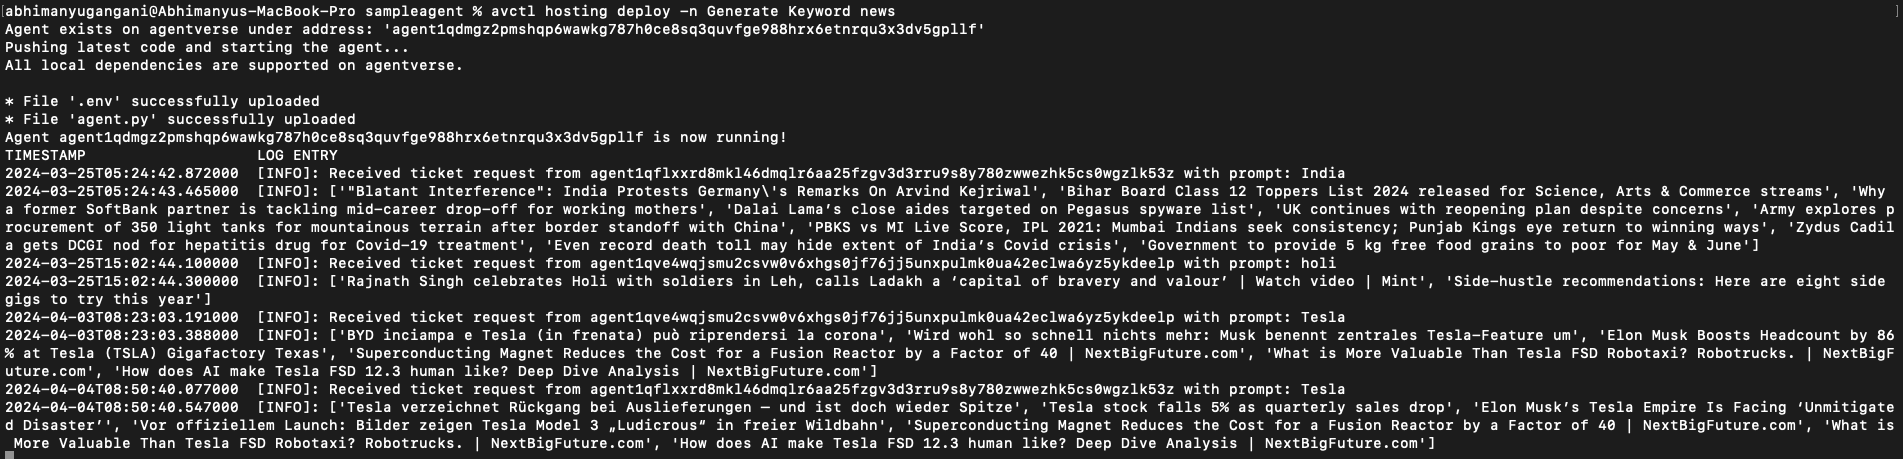 [abhimanyugangani@Abhimanyus-MacBook-Pro sampleagent % avctl hosting deploy -n Generate Keyword news ]
Agent exists on agentverse under address: 'agent1qdmgz2pmshqp6wawkg787h0ce8sq3quvfge988hrx6etnrqu3x3dv5gpllf'
Pushing latest code and starting the agent...
All local dependencies are supported on agentverse.
* File '.env' successfully uploaded
* File 'agent.py' successfully uploaded
Agent agent1qdmgz2pmshqp6wawkg787h0ce8sq3quvfge988hrx6etnrqu3x3dv5gpllf is now running!
TIMESTAMP LOG ENTRY
2024-03-25T05:24:42.872000 [INFO]: Received ticket request from agent1qflxxrd8mkl46dmqlr6aa25fzgv3d3rru9s8y780zwwezhk5cs0wgzlk53z with prompt: India
2024-03-25T05:24:43.465000 [INFO]: ['"Blatant Interference": India Protests Germany\'s Remarks On Arvind Kejriwal', 'Bihar Board Class 12 Toppers List 2024 released for Science, Arts & Commerce streams', 'Why
a former SoftBank partner is tackling mid-career drop-off for working mothers', 'Dalai Lama’s close aides targeted on Pegasus spyware list', 'UK continues with reopening plan despite concerns', 'Army explores p
rocurement of 350 light tanks for mountainous terrain after border standoff with China', 'PBKS vs MI Live Score, IPL 2021: Mumbai Indians seek consistency; Punjab Kings eye return to winning ways', 'Zydus Cadil
a gets DCGI nod for hepatitis drug for Covid-19 treatment', 'Even record death toll may hide extent of India’s Covid crisis', 'Government to provide 5 kg free food grains to poor for May & June']
2024-03-25T15:02:44.100000 [INFO]: Received ticket request from agent1qve4wqjsmu2csvw0v6xhgs0jf76jj5unxpulmk0ua42eclwa6yz5ykdeelp with prompt: holi
2024-03-25T15:02:44.300000 [INFO]: ['Rajnath Singh celebrates Holi with soldiers in Leh, calls Ladakh a ‘capital of bravery and valour’ | Watch video | Mint', 'Side-hustle recommendations: Here are eight side
gigs to try this year']
2024-04-03T08:23:03.191000 [INFO]: Received ticket request from agent1qve4wqjsmu2csvw0v6xhgs0jf76jj5unxpulmk0ua42eclwa6yz5ykdeelp with prompt: Tesla
2024-04-03T08:23:03.388000 [INFO]: ['BYD inciampa e Tesla (in frenata) può riprendersi la corona', 'Wird wohl so schnell nichts mehr: Musk benennt zentrales Tesla-Feature um', 'Elon Musk Boosts Headcount by 86
% at Tesla (TSLA) Gigafactory Texas', 'Superconducting Magnet Reduces the Cost for a Fusion Reactor by a Factor of 40 | NextBigFuture.com', 'What is More Valuable Than Tesla FSD Robotaxi? Robotrucks. | NextBigF
uture.com', 'How does AI make Tesla FSD 12.3 human like? Deep Dive Analysis | NextBigFuture.com']
2024-04-04T08:50:40.077000 [INFO]: Received ticket request from agent1qflxxrd8mkl46dmqlr6aa25fzgv3d3rru9s8y780zwwezhk5cs0wgzlk53z with prompt: Tesla
2024-04-04T08:50:40.547000 [INFO]: ['Tesla verzeichnet Rückgang bei Auslieferungen – und ist doch wieder Spitze', 'Tesla stock falls 5% as quarterly sales drop', 'Elon Musk’s Tesla Empire Is Facing ‘Unmitigate
d Disaster’', 'Vor offiziellem Launch: Bilder zeigen Tesla Model 3 „Ludicrous“ in freier Wildbahn', 'Superconducting Magnet Reduces the Cost for a Fusion Reactor by a Factor of 40 | NextBigFuture.com', 'What is
More Valuable Than Tesla FSD Robotaxi? Robotrucks. | NextBigFuture.com', 'How does AI make Tesla FSD 12.3 human like? Deep Dive Analysis | NextBigFuture.com']